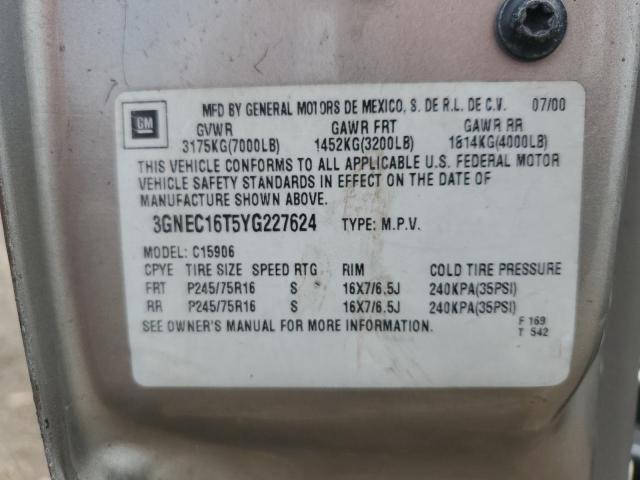 GM
MFD BY GENERAL MOTORS DE MEXICO, S. DE R.L. DE C.V. 07/00
GVWR GAWR FRT GAWR RR
3175KG(7000LB) 1452KG(3200LB) 1814KG(4000LB)
THIS VEHICLE CONFORMS TO ALL APPLICABLE U.S. FEDERAL MOTOR
VEHICLE SAFETY STANDARDS IN EFFECT ON THE DATE OF
MANUFACTURE SHOWN ABOVE.
3GNEC16T5YG227624 TYPE: M.P.V.
MODEL: C15906
CPYE TIRE SIZE SPEED RTG RIM COLD TIRE PRESSURE
FRT P245/75R16 S 16X7/6.5J 240KPA(35PSI)
RR P245/75R16 S 16X7/6.5J 240KPA(35PSI)
SEE OWNER'S MANUAL FOR MORE INFORMATION.
F 169
T 542